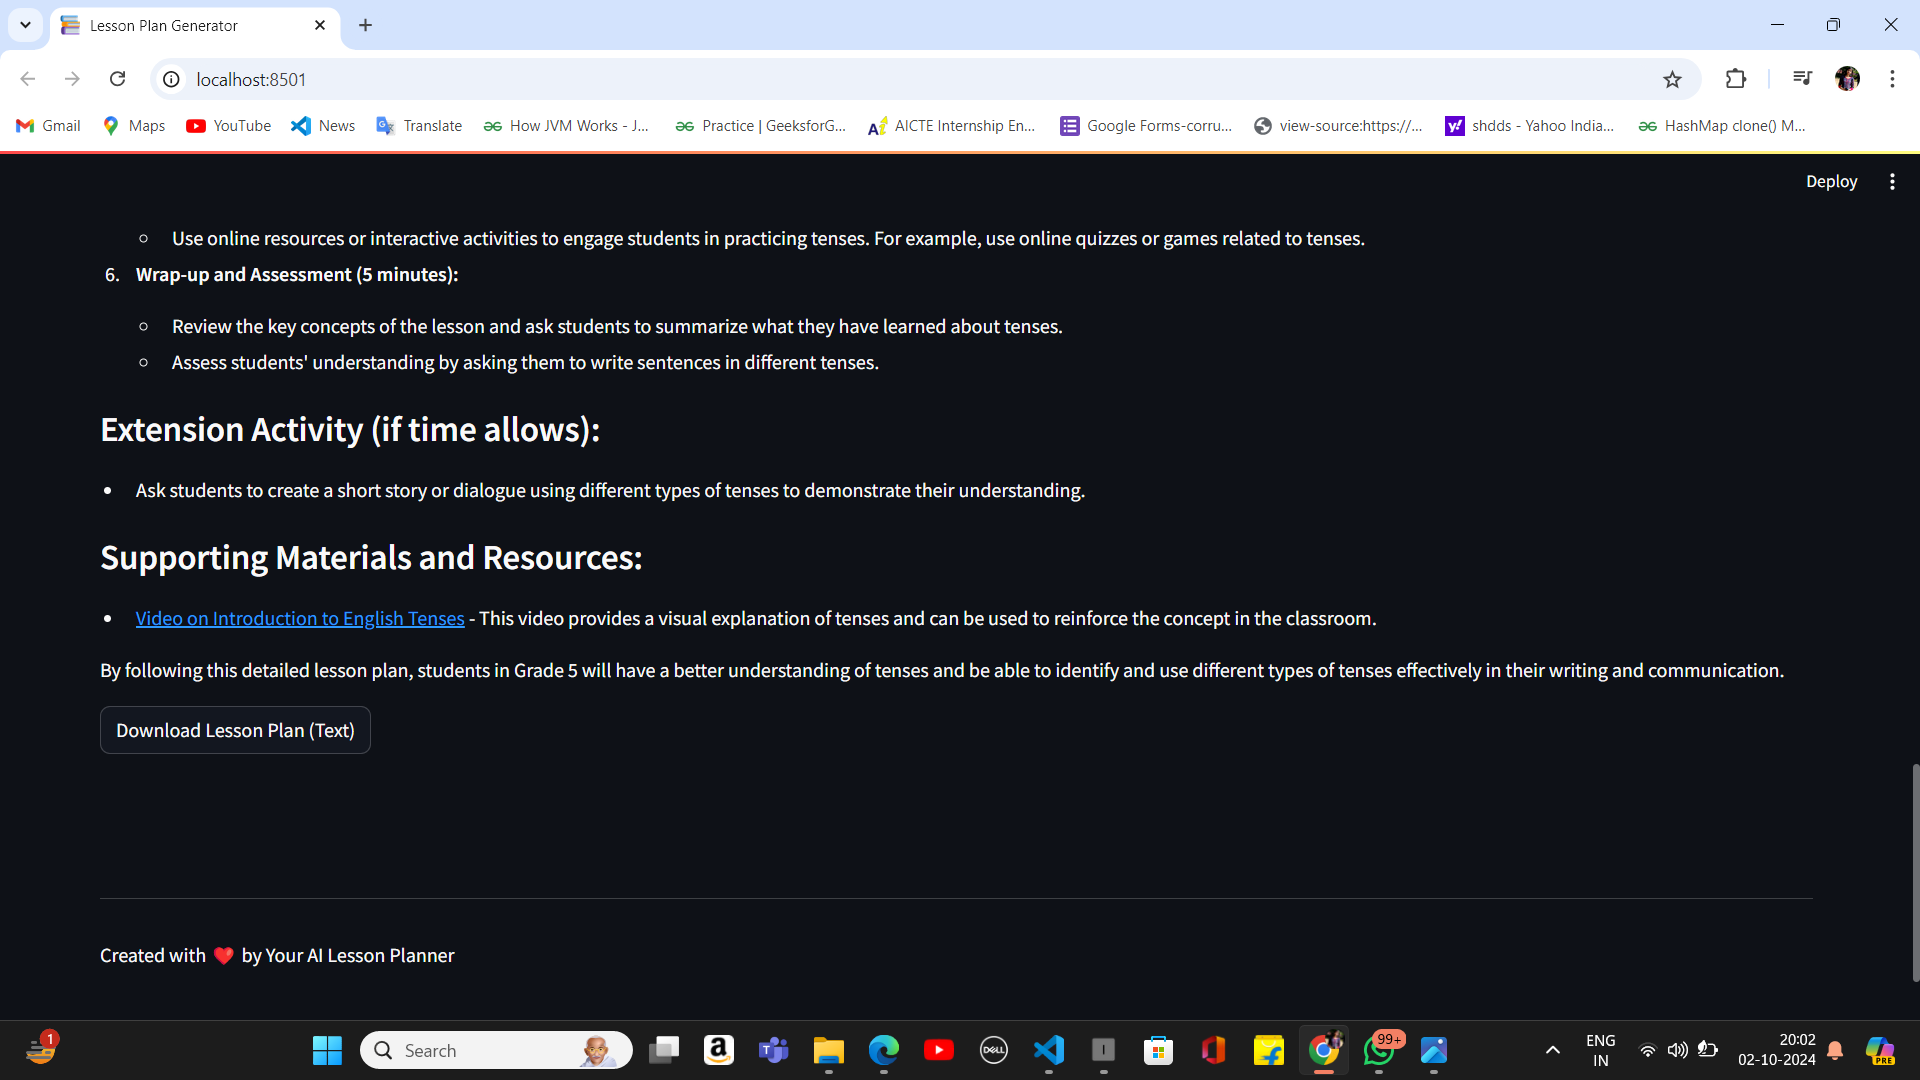 Lesson Plan Generator
localhost:8501
Gmail Maps YouTube News Translate How JVM Works - J... Practice | GeeksforG... AICTE Internship En... Google Forms-corru... view-source:https://... shdds - Yahoo India... HashMap clone() M...
Deploy
Use online resources or interactive activities to engage students in practicing tenses. For example, use online quizzes or games related to tenses.
6. Wrap-up and Assessment (5 minutes):
Review the key concepts of the lesson and ask students to summarize what they have learned about tenses.
Assess students' understanding by asking them to write sentences in different tenses.
Extension Activity (if time allows):
Ask students to create a short story or dialogue using different types of tenses to demonstrate their understanding.
Supporting Materials and Resources:
Video on Introduction to English Tenses - This video provides a visual explanation of tenses and can be used to reinforce the concept in the classroom.
By following this detailed lesson plan, students in Grade 5 will have a better understanding of tenses and be able to identify and use different types of tenses effectively in their writing and communication.
Download Lesson Plan (Text)
Created with ❤️ by Your AI Lesson Planner
1
Search
DELL
99+
ENG
IN
20:02
02-10-2024
PRE